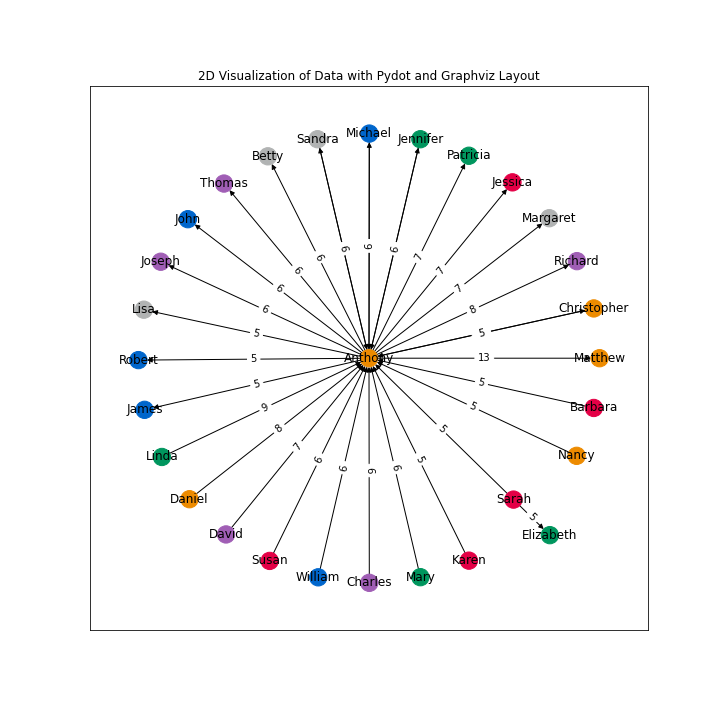 2D Visualization of Data with Pydot and Graphviz Layout
Michael
Sandra
Jennifer
Betty
Patricia
Thomas
Jessica
John
Margaret
6
6
6
6
7
Joseph
6
7
Richard
6
7
Lisa
6
8
Christopher
5
5
Robert
5
Anthony
13
Matthew
James
5
5
Barbara
9
5
Linda
8
5
Nancy
7
6
6
6
6
5
Daniel
Sarah
5
David
Elizabeth
Susan
Karen
William
Charles
Mary